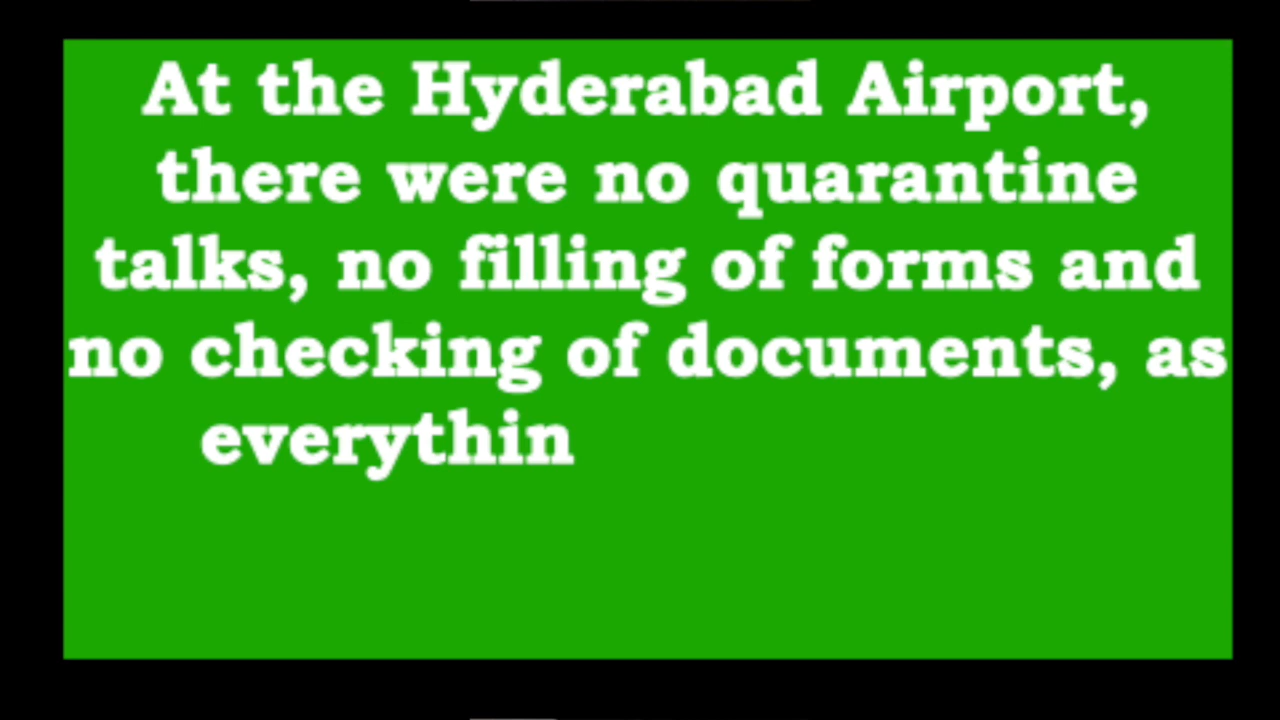 At the Hyderabad Airport,
there were no quarantine
talks, no filling of forms and
no checking of documents, as
everythin